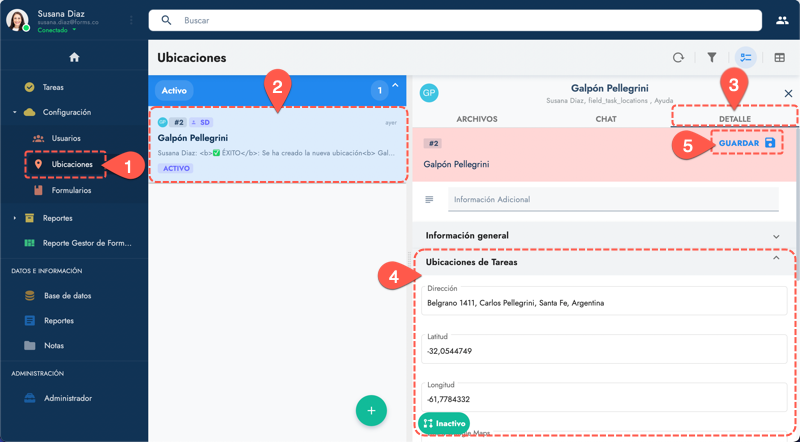 Susana Diaz
susana.diaz@forms.co
Conectado
Buscar
Tareas
Configuración
Usuarios
Ubicaciones
Formularios
Reportes
Reporte Gestor de Form...
DATOS E INFORMACIÓN
Base de datos
Reportes
Notas
ADMINISTRACIÓN
Administrador
1
Ubicaciones
Activo
1
2
GP
#2
SD
ayer
Galpón Pellegrini
Susana Diaz: <b>✅ ÉXITO</b>: Se ha creado la nueva ubicación<b> Gal...
ACTIVO
GP
Galpón Pellegrini
Susana Diaz, field_task_locations , Ayuda
3
ARCHIVOS
CHAT
DETALLE
#2
5
GUARDAR
Galpón Pellegrini
Información Adicional
Información general
4
Ubicaciones de Tareas
Dirección
Belgrano 1411, Carlos Pellegrini, Santa Fe, Argentina
Latitud
-32,0544749
Longitud
-61,7784332
Inactivo
Maps